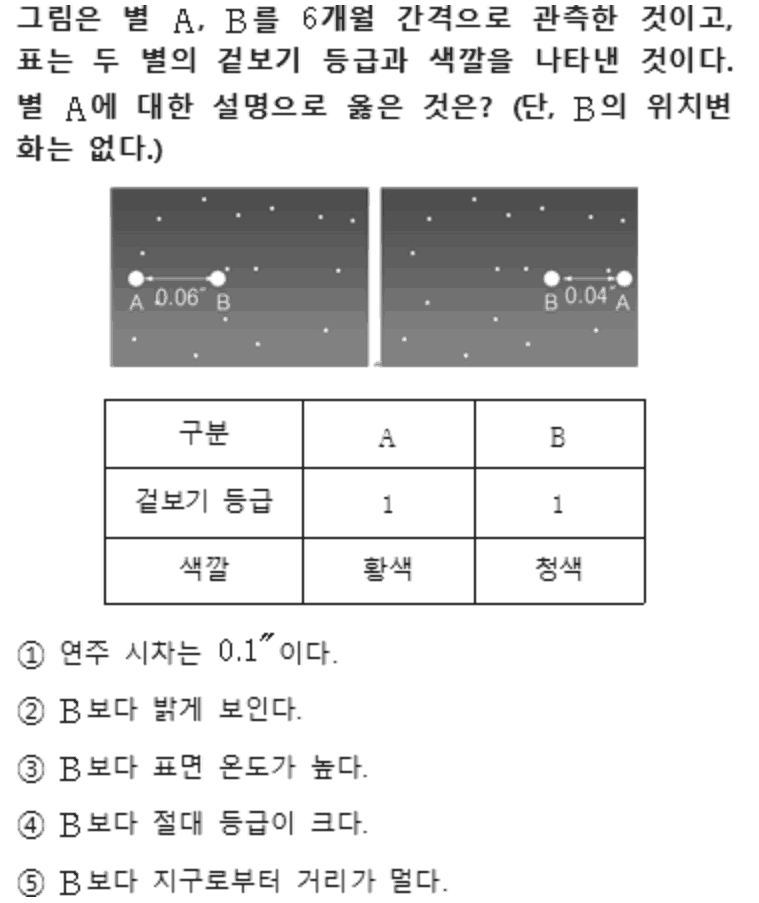 그림은 별 A, B를 6개월 간격으로 관측한 것이고,
표는 두 별의 겉보기 등급과 색깔을 나타낸 것이다.
별 A에 대한 설명으로 옳은 것은? (단, B의 위치변
화는 없다.)
A 0.06″ B
B 0.04″ A
구분 A B
겉보기 등급 1 1
색깔 황색 청색
① 연주 시차는 0.1″이다.
② B보다 밝게 보인다.
③ B보다 표면 온도가 높다.
④ B보다 절대 등급이 크다.
⑤ B보다 지구로부터 거리가 멀다.